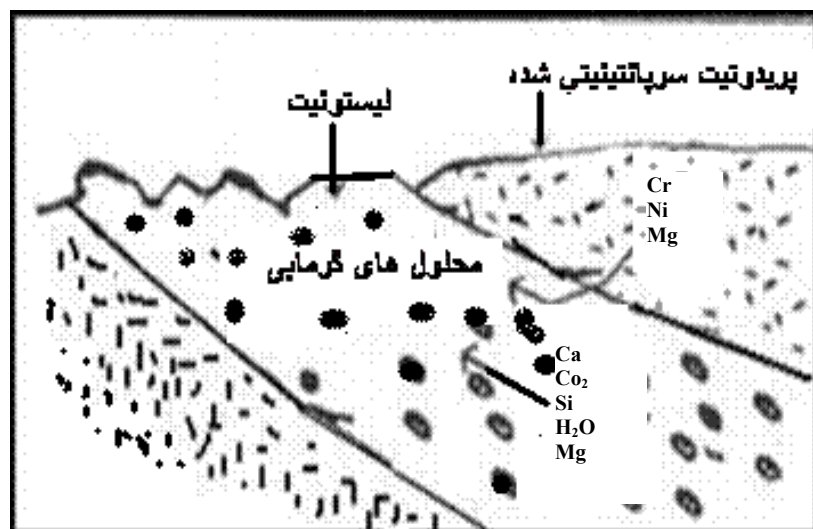 پریدوتیت سرپانتینیتی شده
لیستونیت
Cr
Ni
Mg
محلول های گرمابی
Ca
Co₂
Si
H₂O
Mg